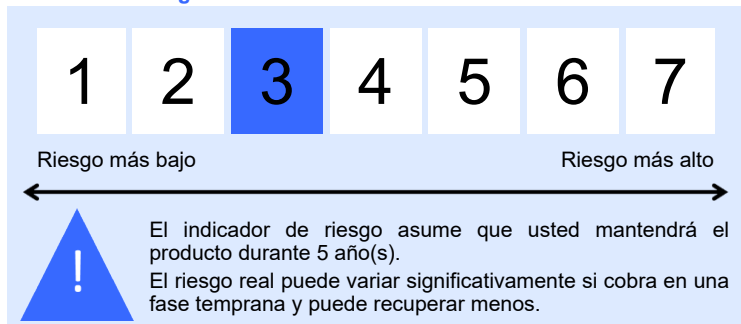 1 2 3 4 5 6 7
Riesgo más bajo Riesgo más alto
!
El indicador de riesgo asume que usted mantendrá el
producto durante 5 año(s).
El riesgo real puede variar significativamente si cobra en una
fase temprana y puede recuperar menos.